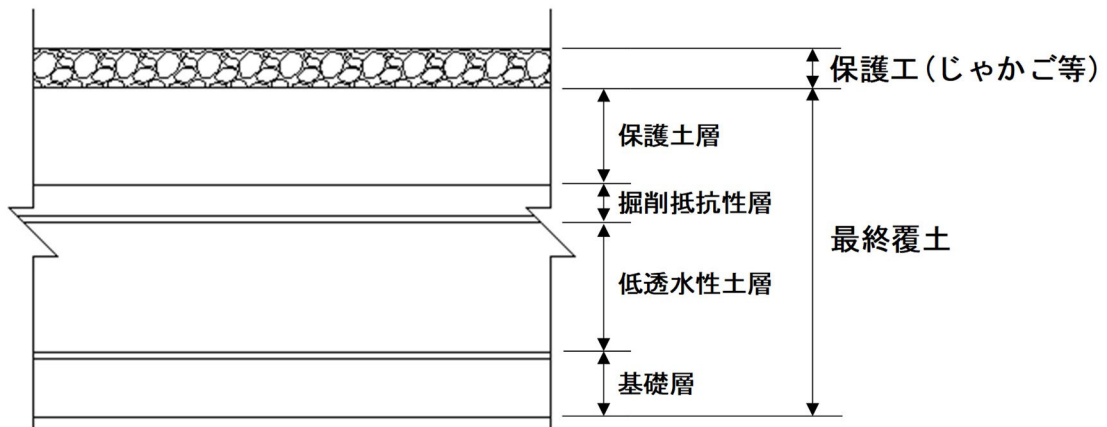 保護工(じゃかご等)
保護土層
掘削抵抗性層
最終覆土
低透水性土層
基礎層